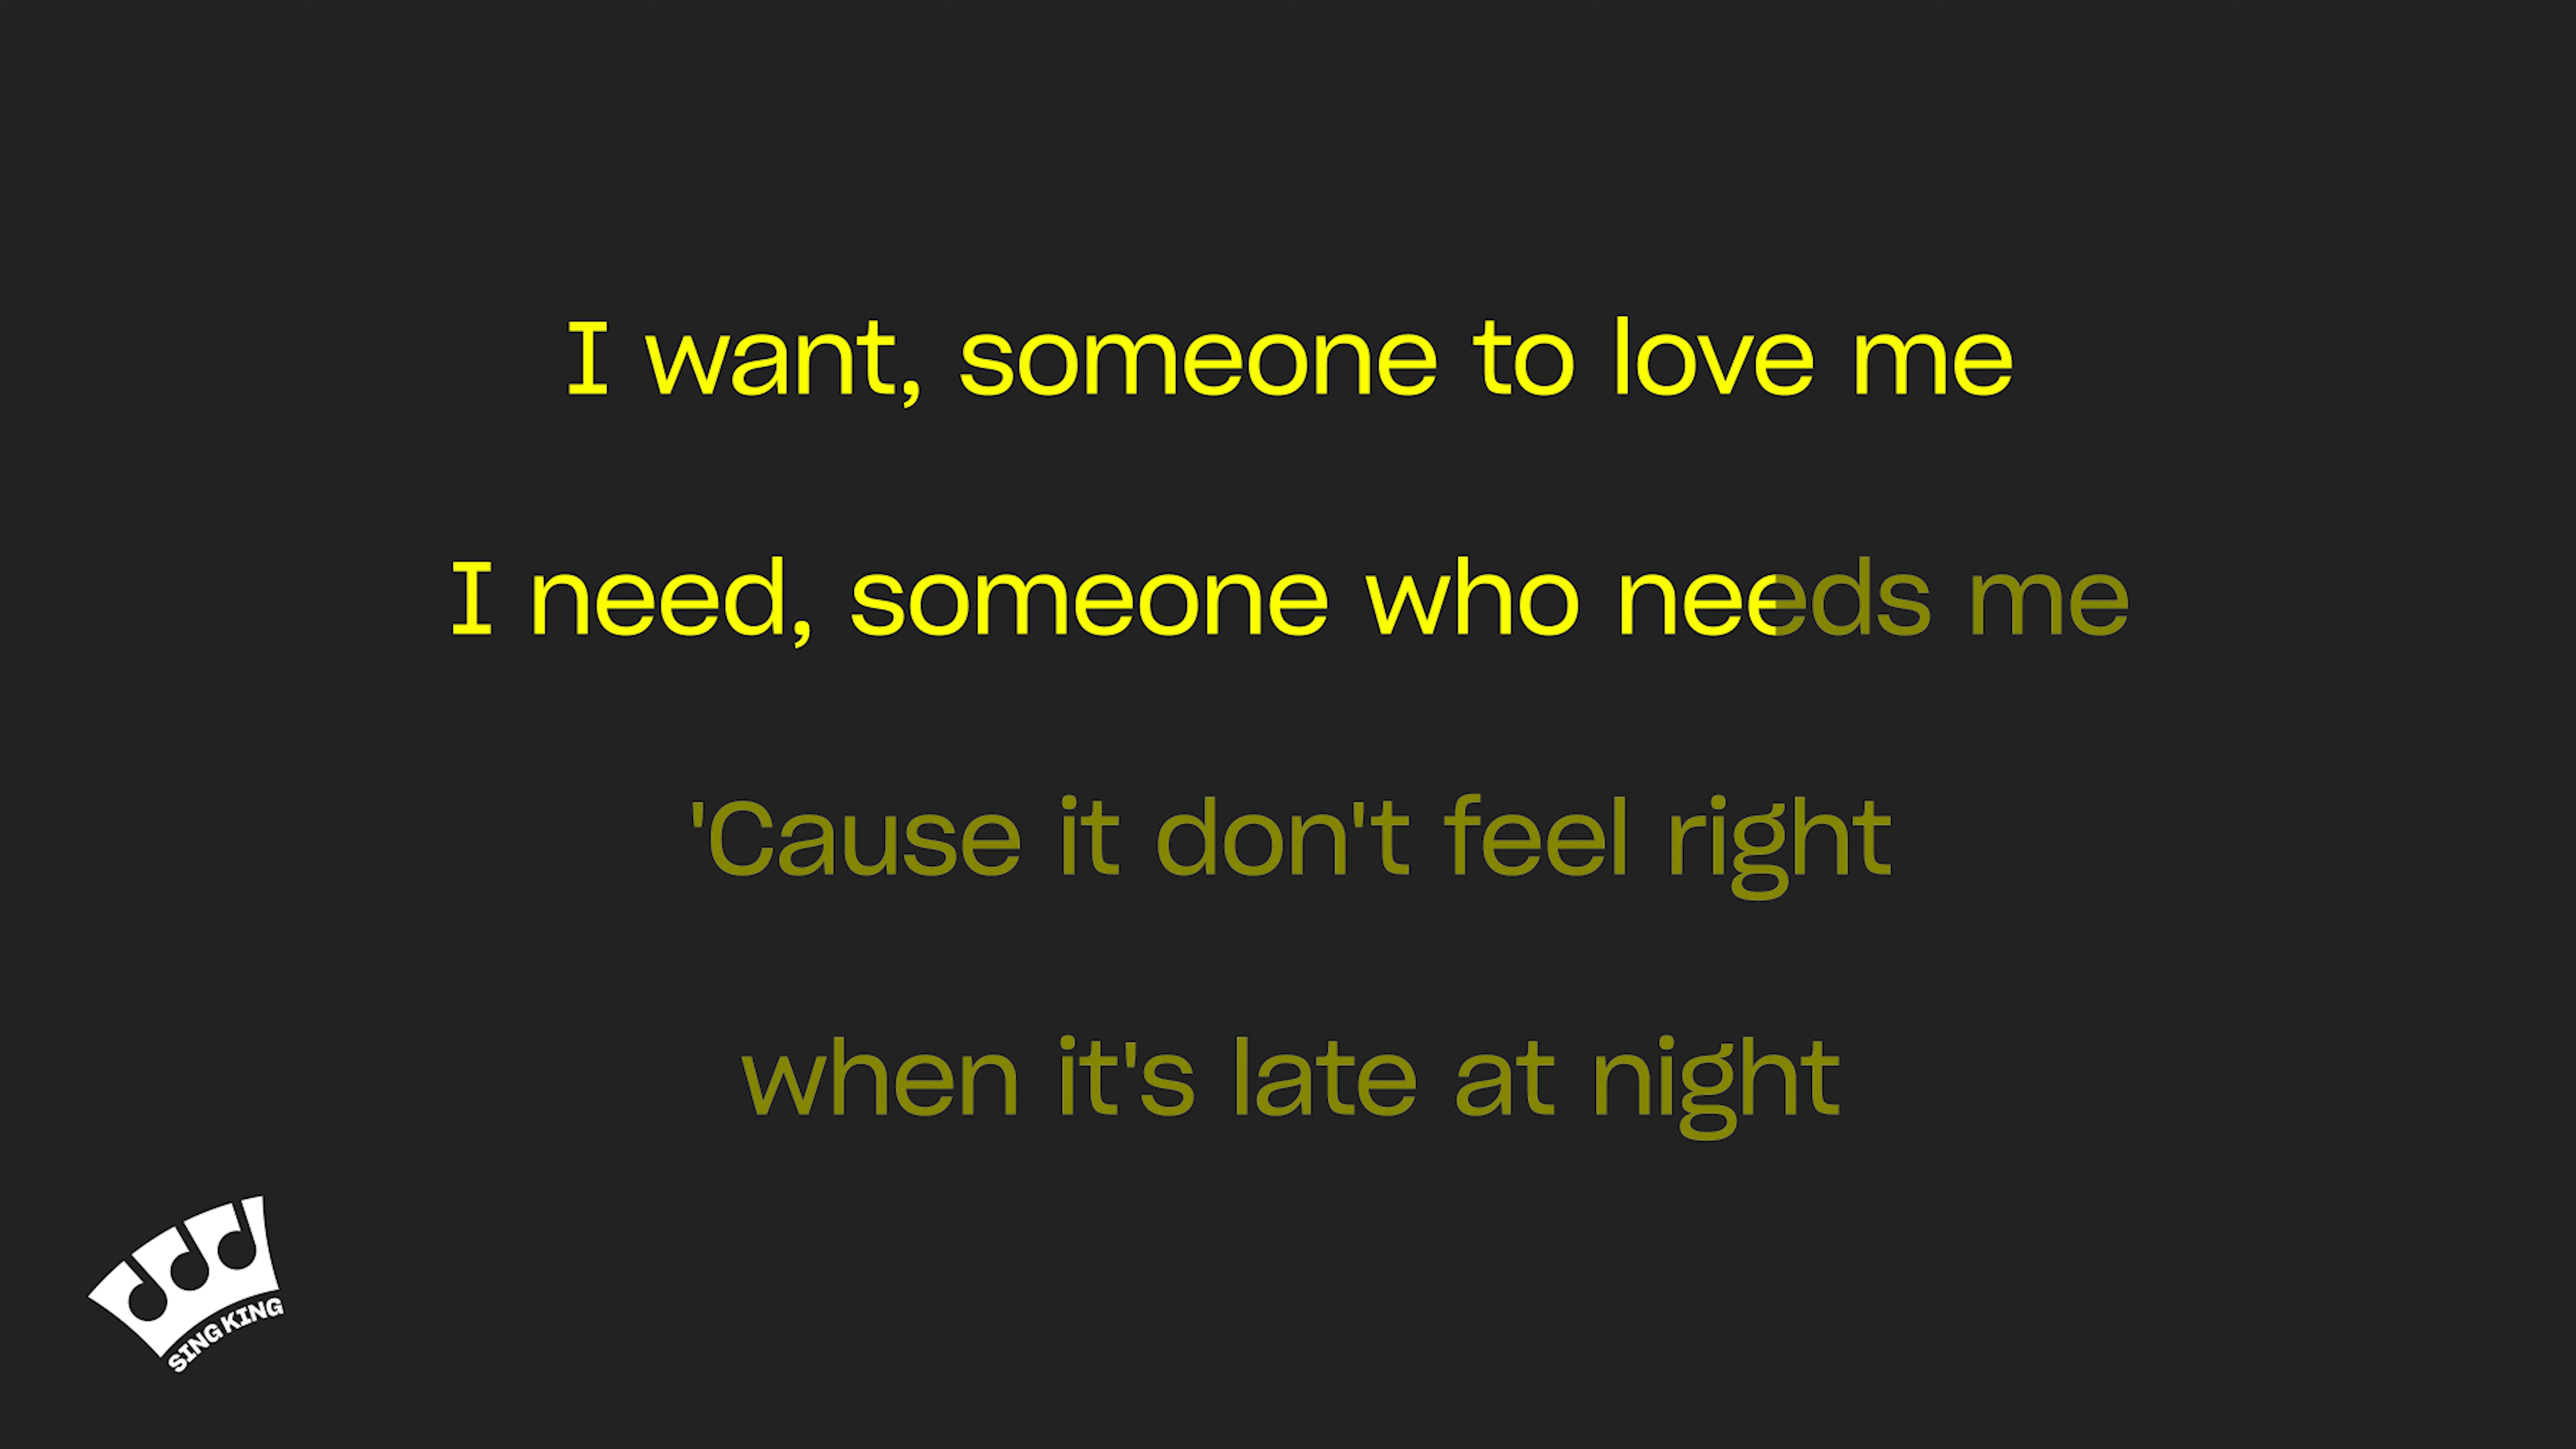 I want, someone to love me
I need, someone who needs me
'Cause it don't feel right
when it's late at night
SING KING